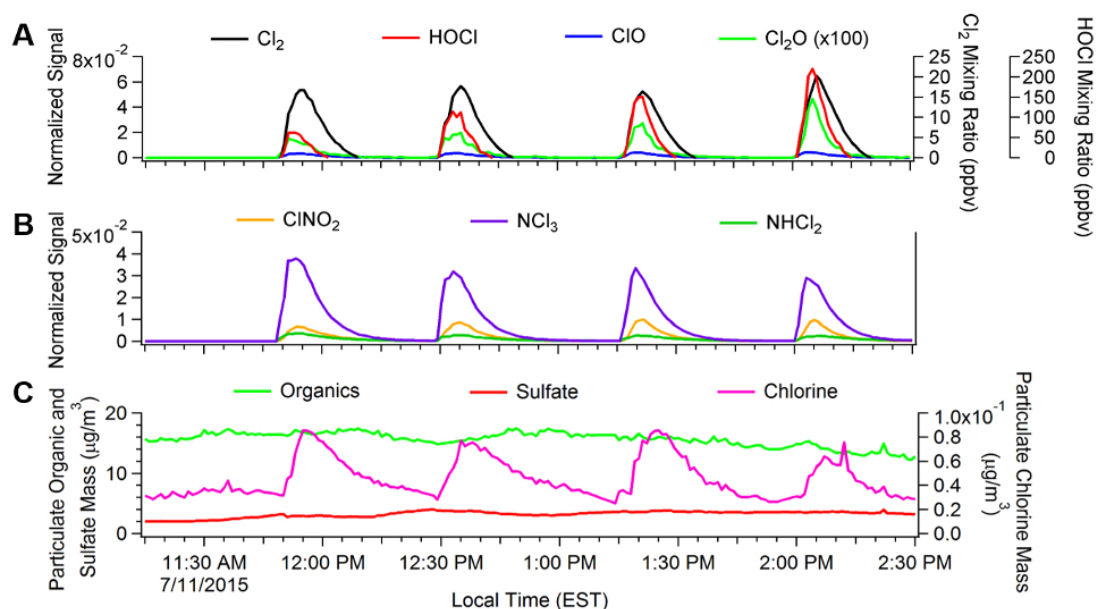 A
Cl2 HOCl ClO Cl2O (x100)
Normalized Signal
8x10-2
6
4
2
0
25
20
15
10
5
0
Cl2 Mixing Ratio (ppbv)
250
200
150
100
50
0
HOCl Mixing Ratio (ppbv)
B
ClNO2 NCl3 NHCl2
Normalized Signal
5x10-2
4
3
2
1
0
C
Organics Sulfate Chlorine
Particulate Organic and
Sulfate Mass (µg/m3)
20
10
0
1.0x10-1
0.8
0.6
0.4
0.2
0.0
Particulate Chlorine Mass
(µg/m3)
11:30 AM 12:00 PM 12:30 PM 1:00 PM 1:30 PM 2:00 PM 2:30 PM
7/11/2015
Local Time (EST)